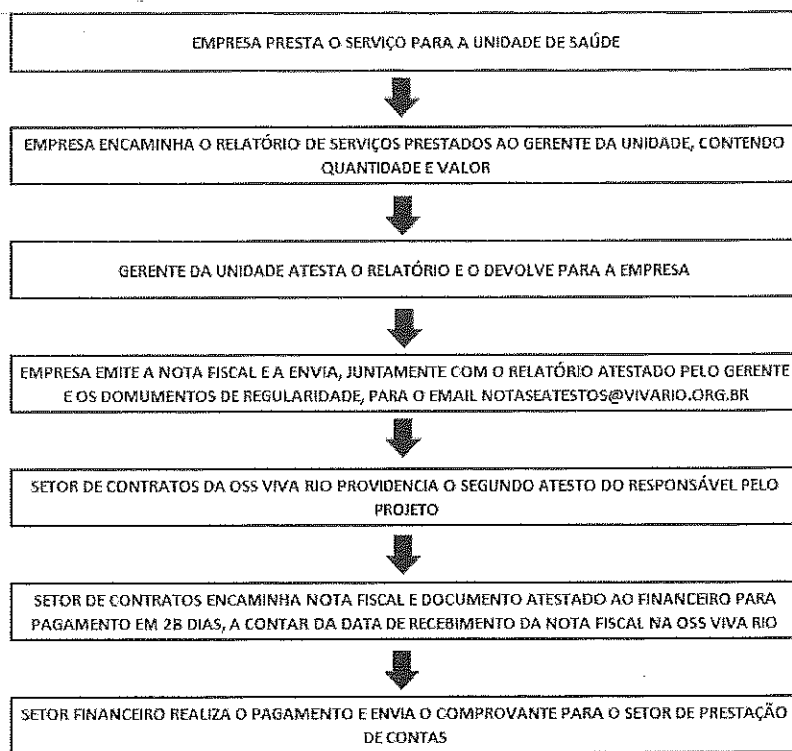 EMPRESA PRESTA O SERVIÇO PARA A UNIDADE DE SAÚDE
EMPRESA ENCAMINHA O RELATÓRIO DE SERVIÇOS PRESTADOS AO GERENTE DA UNIDADE, CONTENDO
QUANTIDADE E VALOR
GERENTE DA UNIDADE ATESTA O RELATÓRIO E O DEVOLVE PARA A EMPRESA
EMPRESA EMITE A NOTA FISCAL E A ENVIA, JUNTAMENTE COM O RELATÓRIO ATESTADO PELO GERENTE
E OS DOMUMENTOS DE REGULARIDADE, PARA O EMAIL NOTASEATESTOS@VIVARIO.ORG.BR
SETOR DE CONTRATOS DA OSS VIVA RIO PROVIDENCIA O SEGUNDO ATESTO DO RESPONSÁVEL PELO
PROJETO
SETOR DE CONTRATOS ENCAMINHA NOTA FISCAL E DOCUMENTO ATESTADO AO FINANCEIRO PARA
PAGAMENTO EM 28 DIAS, A CONTAR DA DATA DE RECEBIMENTO DA NOTA FISCAL NA OSS VIVA RIO
SETOR FINANCEIRO REALIZA O PAGAMENTO E ENVIA O COMPROVANTE PARA O SETOR DE PRESTAÇÃO
DE CONTAS